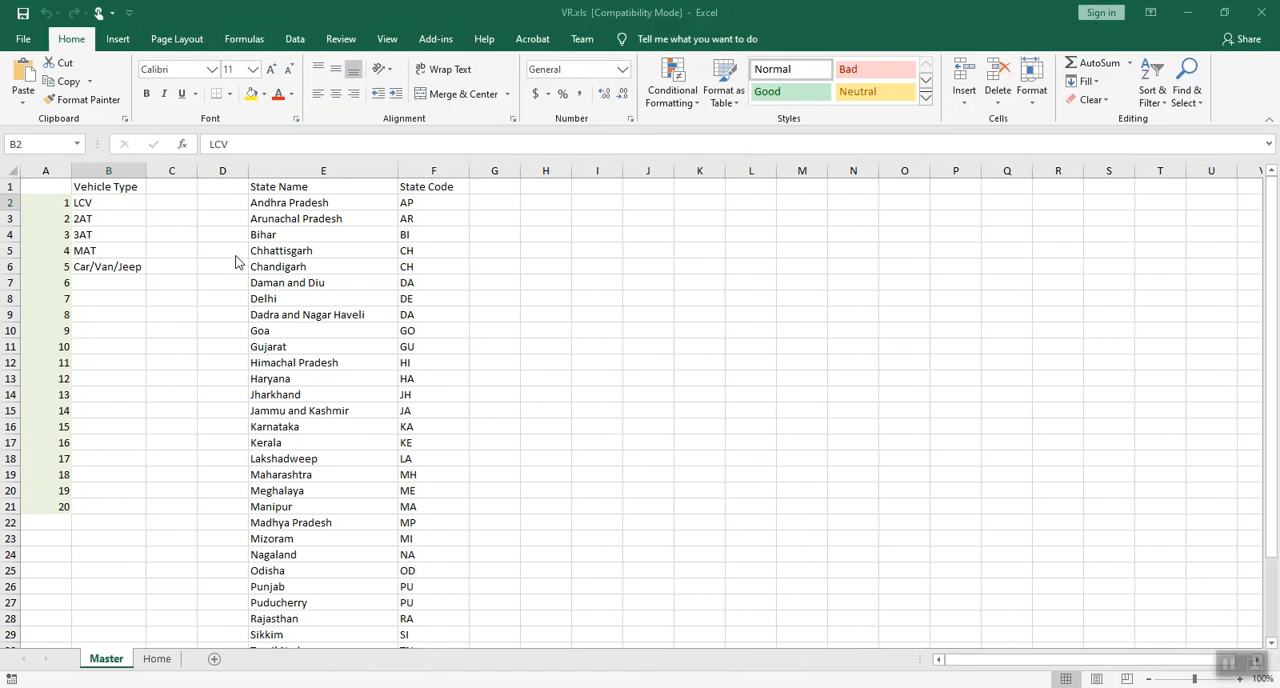 VR.xls [Compatibility Mode] - Excel
Sign in
File Home Insert Page Layout Formulas Data Review View Add-ins Help Acrobat Team Tell me what you want to do Share
Paste
Cut
Copy
Format Painter
Clipboard
Calibri 11
B I U
Font
Wrap Text
Merge & Center
Alignment
General
$ % ,
Number
Conditional Formatting
Format as Table
Normal Bad
Good Neutral
Styles
Insert Delete Format
Cells
AutoSum
Fill
Clear
Sort & Filter
Find & Select
Editing
B2 fx LCV
A B C D E F G H I J K L M N O P Q R S T U
1 Vehicle Type State Name State Code
2 1 LCV Andhra Pradesh AP
3 2 2AT Arunachal Pradesh AR
4 3 3AT Bihar BI
5 4 MAT Chhattisgarh CH
6 5 Car/Van/Jeep Chandigarh CH
7 6 Daman and Diu DA
8 7 Delhi DE
9 8 Dadra and Nagar Haveli DA
10 9 Goa GO
11 10 Gujarat GU
12 11 Himachal Pradesh HI
13 12 Haryana HA
14 13 Jharkhand JH
15 14 Jammu and Kashmir JA
16 15 Karnataka KA
17 16 Kerala KE
18 17 Lakshadweep LA
19 18 Maharashtra MH
20 19 Meghalaya ME
21 20 Manipur MA
22 Madhya Pradesh MP
23 Mizoram MI
24 Nagaland NA
25 Odisha OD
26 Punjab PU
27 Puducherry PU
28 Rajasthan RA
29 Sikkim SI
Master Home
100%